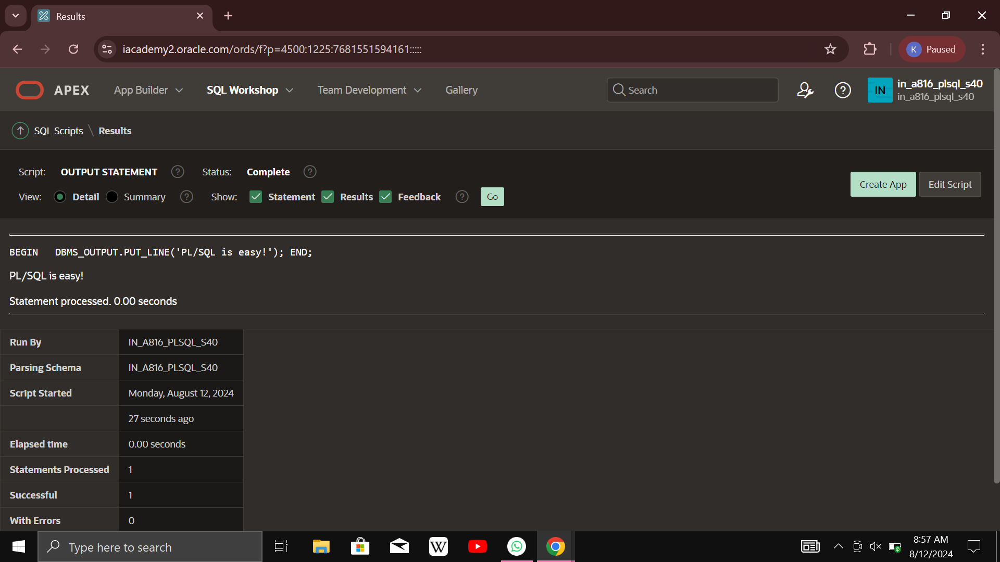 Results
iacademy2.oracle.com/ords/f?p=4500:1225:7681551594161:::::
K Paused
APEX App Builder SQL Workshop Team Development Gallery Search ? IN in_a816_plsql_s40
in_a816_plsql_s40
SQL Scripts \ Results
Script: OUTPUT STATEMENT ? Status: Complete ?
Create App Edit Script
View: Detail Summary ? Show: Statement Results Feedback ? Go
BEGIN DBMS_OUTPUT.PUT_LINE('PL/SQL is easy!'); END;
PL/SQL is easy!
Statement processed. 0.00 seconds
Run By IN_A816_PLSQL_S40
Parsing Schema IN_A816_PLSQL_S40
Script Started Monday, August 12, 2024
27 seconds ago
Elapsed time 0.00 seconds
Statements Processed 1
Successful 1
With Errors 0
Type here to search
W
8:57 AM
8/12/2024